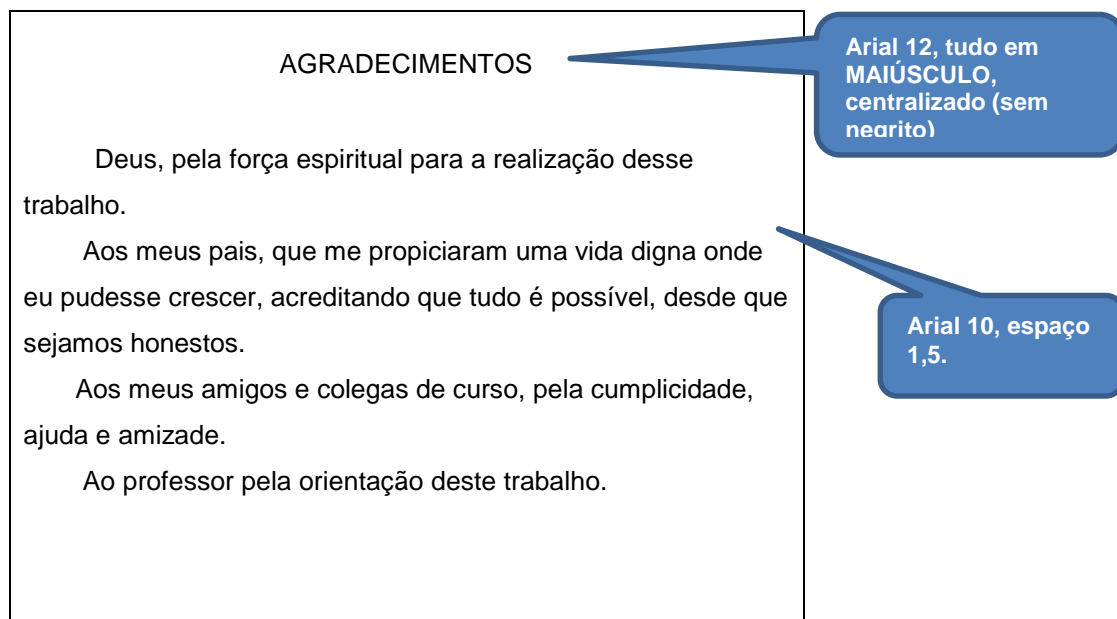 AGRADECIMENTOS
Deus, pela força espiritual para a realização desse
trabalho.
Aos meus pais, que me propiciaram uma vida digna onde
eu pudesse crescer, acreditando que tudo é possível, desde que
sejamos honestos.
Aos meus amigos e colegas de curso, pela cumplicidade,
ajuda e amizade.
Ao professor pela orientação deste trabalho.
Arial 12, tudo em
MAIÚSCULO,
centralizado (sem
negrito)
Arial 10, espaço
1,5.